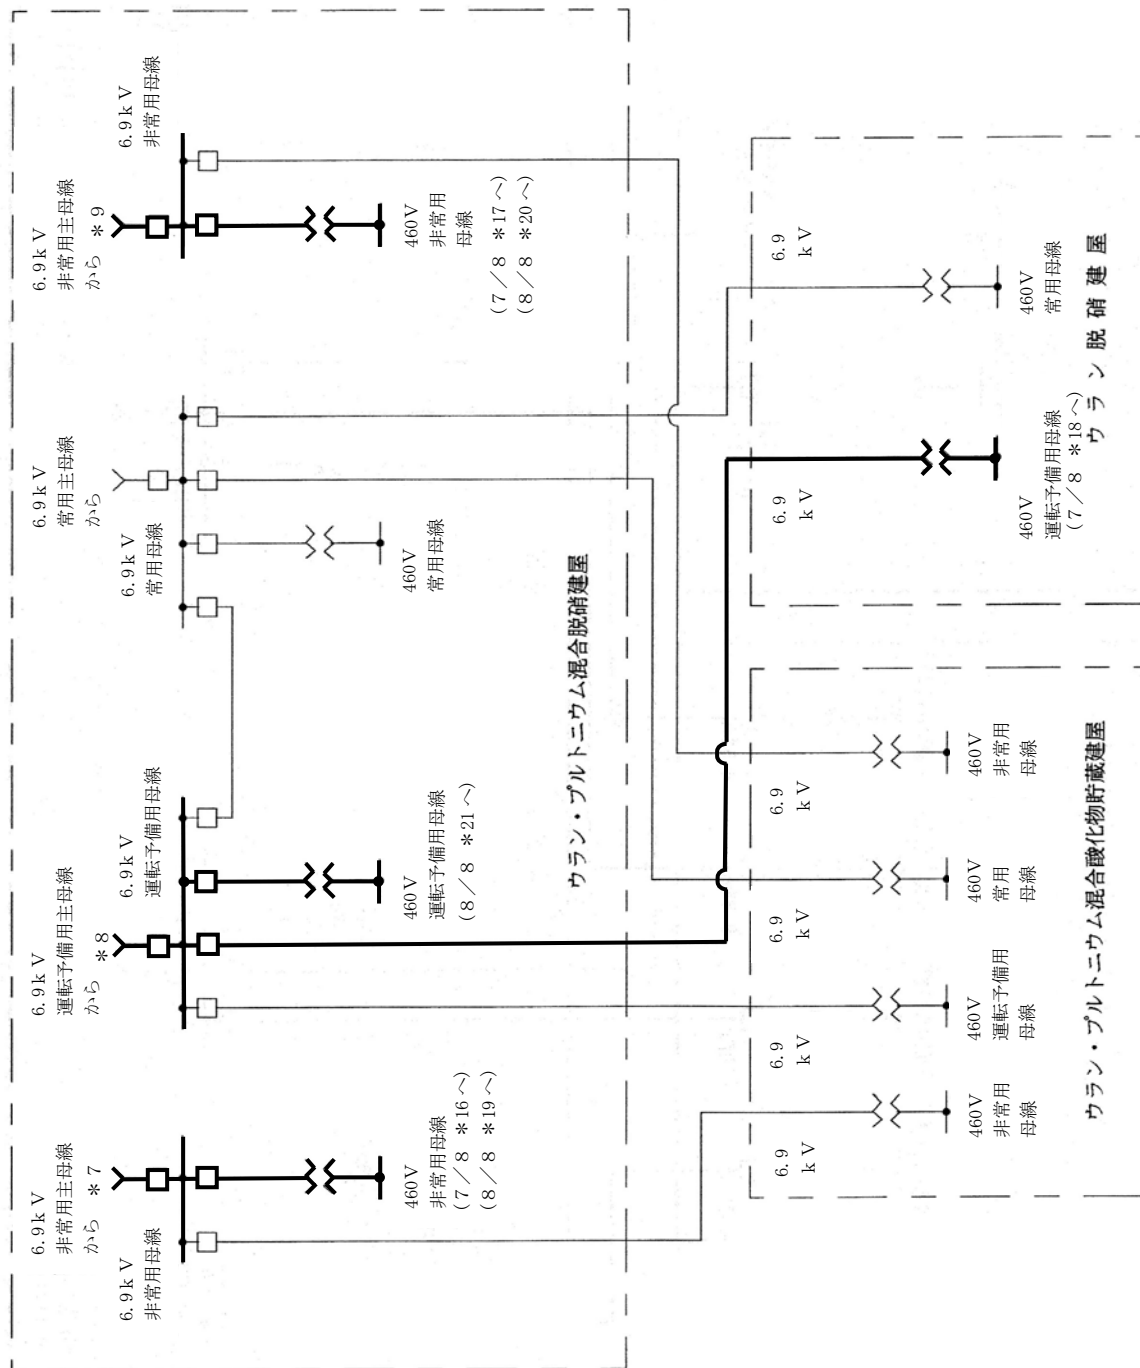 6.9kV
非常用主母線
から ＊7
6.9kV
非常用母線
460V
非常用母線
(7／8 ＊16へ)
(8／8 ＊19へ)
6.9kV
運転予備用主母線
から ＊8
6.9kV
運転予備用母線
460V
運転予備用母線
(8／8 ＊21へ)
6.9kV
常用主母線
から
6.9kV
常用母線
460V
常用母線
6.9kV
非常用主母線
から ＊9
6.9kV
非常用母線
460V
非常用
母線
(7／8 ＊17へ)
(8／8 ＊20へ)
ウラン・プルトニウム混合脱硝建屋
6.9
kV
460V
非常用
母線
6.9
kV
460V
運転予備用
母線
6.9
kV
460V
常用
母線
6.9
kV
460V
非常用
母線
ウラン・プルトニウム混合酸化物貯蔵建屋
6.9
kV
460V
運転予備用母線
(7／8 ＊18へ)
6.9
kV
460V
常用母線
ウラン脱硝建屋